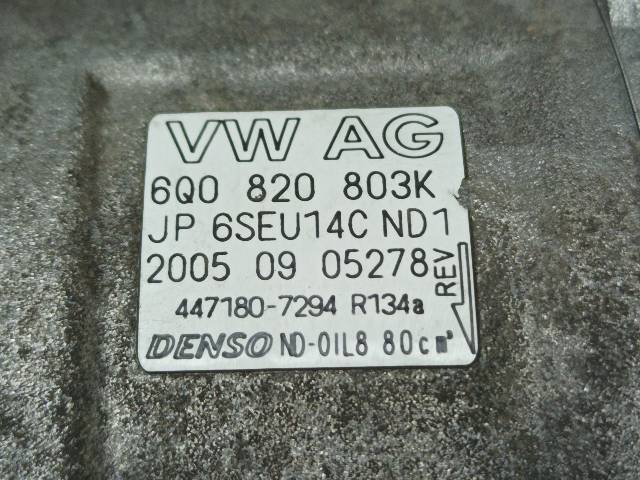 VW AG
6Q0 820 803K
JP 6SEU14C ND1
2005 09 05278
REV
447180-7294 R134a
DENSO ND-OIL8 80cm³